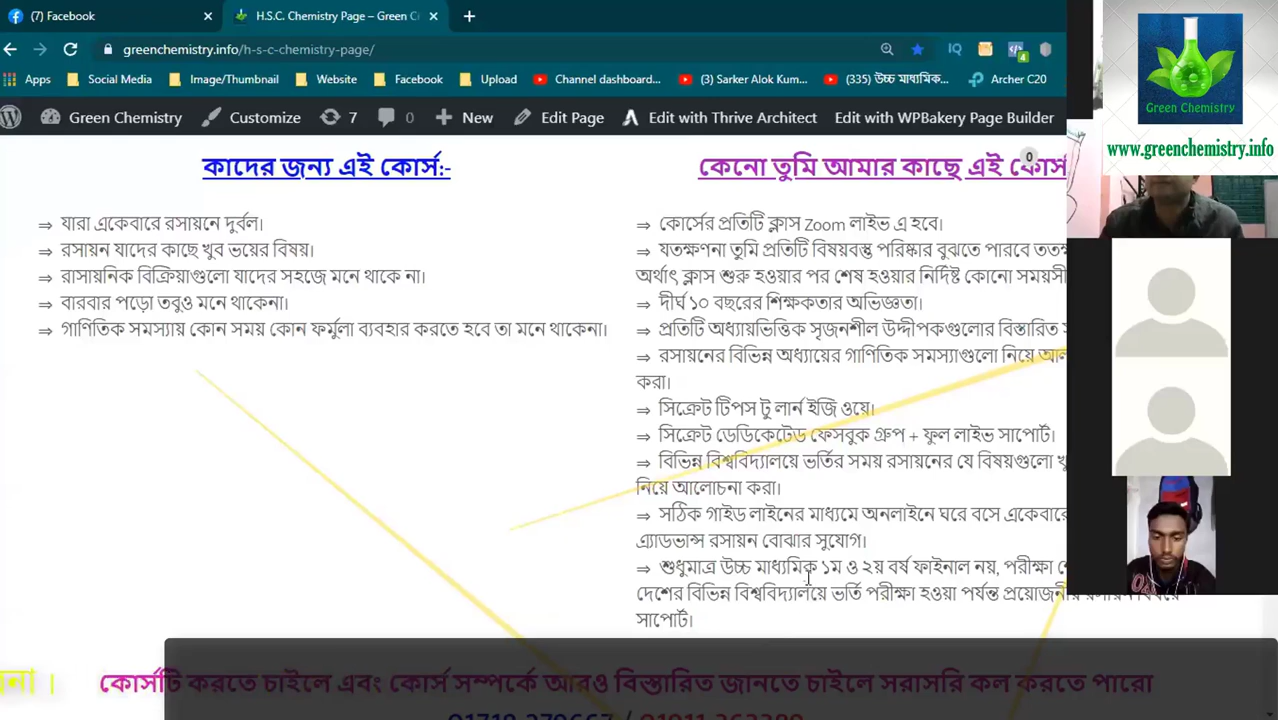 (7) Facebook
H.S.C. Chemistry Page – Green C
greenchemistry.info/h-s-c-chemistry-page/
IQ
4
Apps
Social Media
Image/Thumbnail
Website
Facebook
Upload
Channel dashboard...
(3) Sarker Alok Kum...
(335) উচ্চ মাধ্যমিক...
Archer C20
Green Chemistry
Customize
7
0
New
Edit Page
Edit with Thrive Architect
Edit with WPBakery Page Builder
Green Chemistry
www.greenchemistry.info
0
কাদের জন্য এই কোর্স:-
⇒ যারা একেবারে রসায়নে দুর্বল।
⇒ রসায়ন যাদের কাছে খুব ভয়ের বিষয়।
⇒ রাসায়নিক বিক্রিয়াগুলো যাদের সহজে মনে থাকে না।
⇒ বারবার পড়ো তবুও মনে থাকেনা।
⇒ গাণিতিক সমস্যায় কোন সময় কোন ফর্মুলা ব্যবহার করতে হবে তা মনে থাকেনা।
কেনো তুমি আমার কাছে এই কোর্স
⇒ কোর্সের প্রতিটি ক্লাস Zoom লাইভ এ হবে।
⇒ যতক্ষণনা তুমি প্রতিটি বিষয়বস্তু পরিষ্কার বুঝতে পারবে
অর্থাৎ ক্লাস শুরু হওয়ার পর শেষ হওয়ার নির্দিষ্ট কোনো
⇒ দীর্ঘ ১০ বছরের শিক্ষকতার অভিজ্ঞতা।
⇒ প্রতিটি অধ্যায়ভিত্তিক সৃজনশীল উদ্দীপকগুলোর বিস্তারিত
⇒ রসায়নের বিভিন্ন অধ্যায়ের গাণিতিক সমস্যাগুলো নিয়ে
করা।
⇒ সিক্রেট টিপস টু লার্ন ইজি ওয়ে।
⇒ সিক্রেট ডেডিকেটেড ফেসবুক গ্রুপ + ফুল লাইভ সাপোর্ট।
⇒ বিভিন্ন বিশ্ববিদ্যালয়ে ভর্তির সময় রসায়নের যে বিষয়গুলো
নিয়ে আলোচনা করা।
⇒ সঠিক গাইড লাইনের মাধ্যমে অনলাইনে ঘরে বসে একেবারে
এ্যাডভান্স রসায়ন বোঝার সুযোগ।
⇒ শুধুমাত্র উচ্চ মাধ্যমিক ১ম ও ২য় বর্ষ ফাইনাল নয়, পরীক্ষা
দেশের বিভিন্ন বিশ্ববিদ্যালয়ে ভর্তি পরীক্ষা হওয়া পর্যন্ত প্রয়োজনীয়
সাপোর্ট।
কোর্সটি করতে চাইলে এবং কোর্স সম্পর্কে আরও বিস্তারিত জানতে চাইলে সরাসরি কল করতে পারো